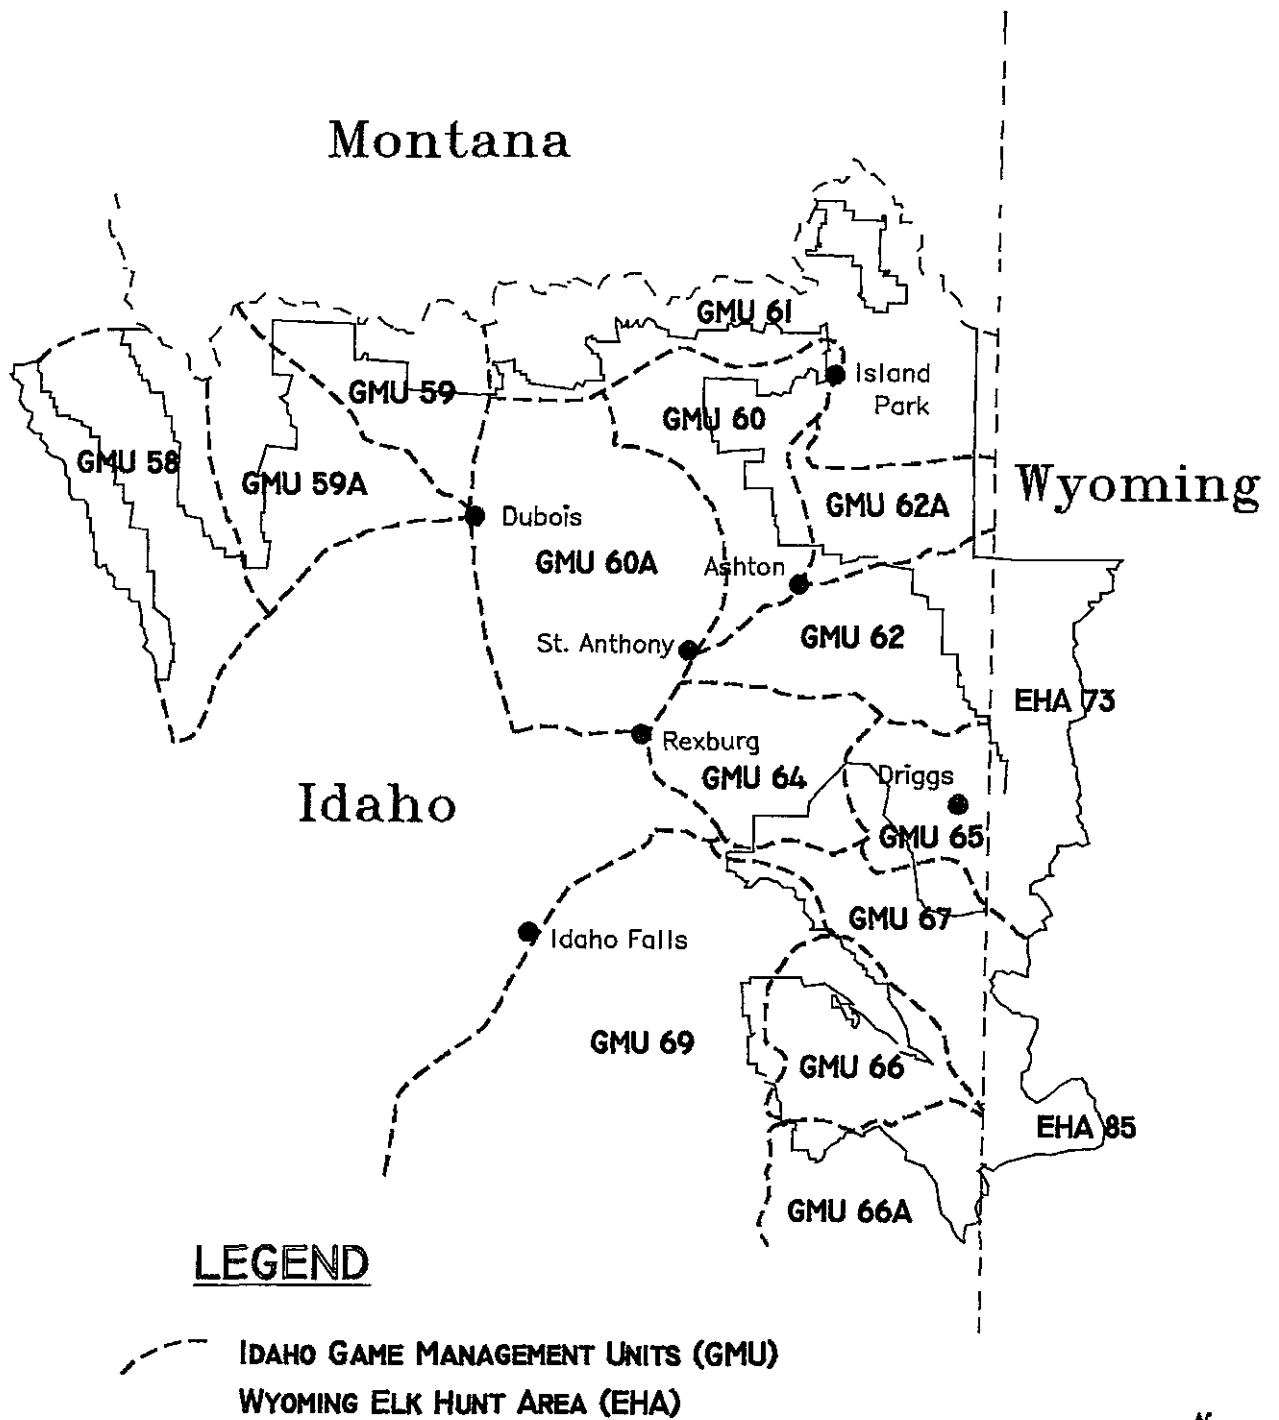 Montana
GMU 61
Island
Park
GMU 59
GMU 60
GMU 58
GMU 59A
Wyoming
GMU 62A
Dubois
GMU 60A
Ashton
GMU 62
St. Anthony
EHA 73
Rexburg
GMU 64
Driggs
Idaho
GMU 65
GMU 67
Idaho Falls
GMU 69
GMU 66
EHA 85
GMU 66A
LEGEND
IDAHO GAME MANAGEMENT UNITS (GMU)
WYOMING ELK HUNT AREA (EHA)